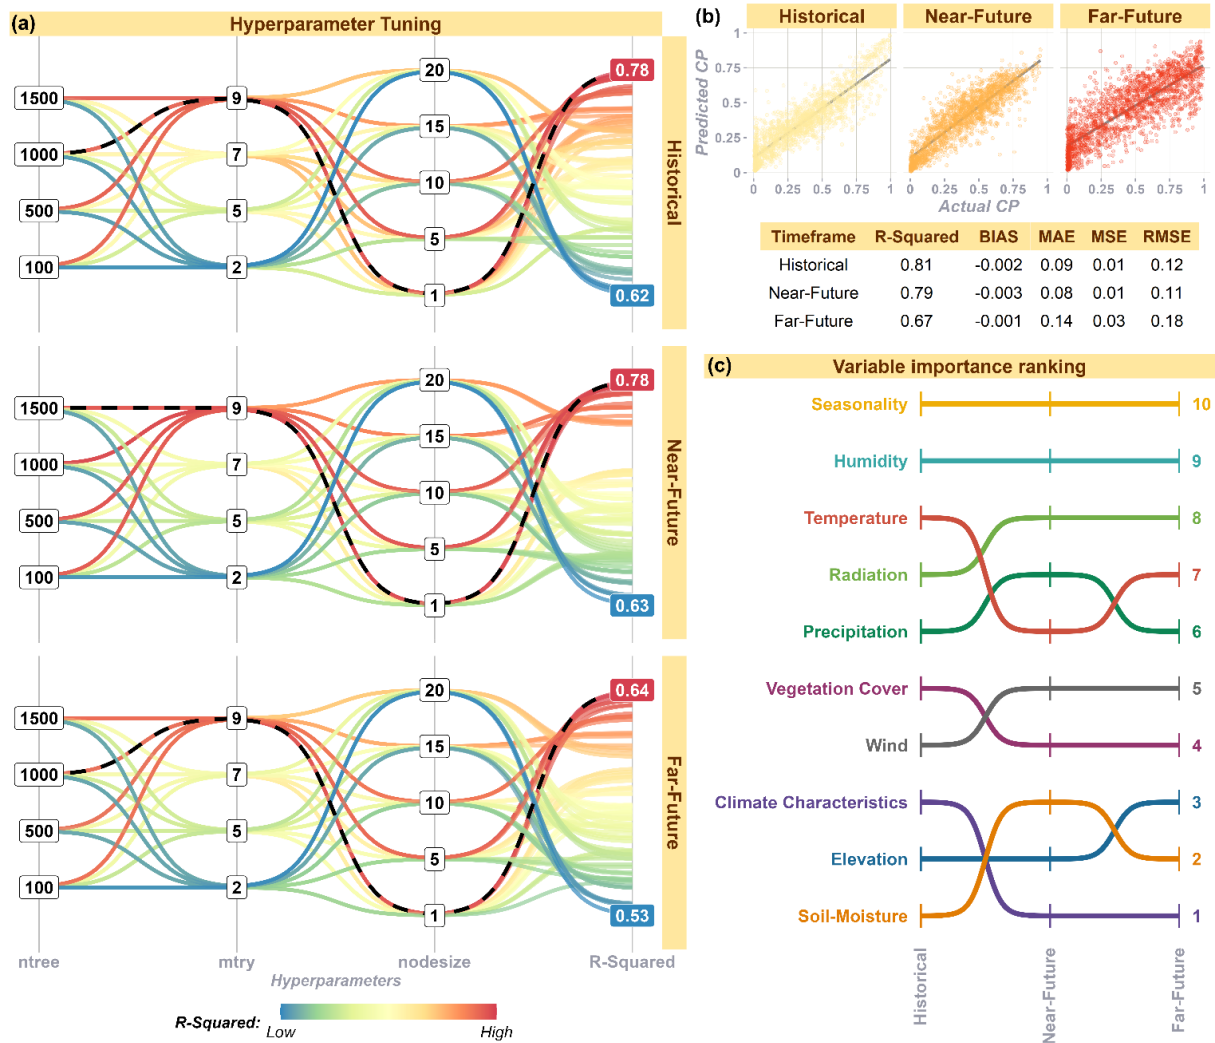 (a)
Hyperparameter Tuning
1500
1000
500
100
9
7
5
2
20
15
10
5
1
0.78
0.62
Historical
1500
1000
500
100
9
7
5
2
20
15
10
5
1
0.78
0.63
Near-Future
1500
1000
500
100
9
7
5
2
20
15
10
5
1
0.64
0.53
Far-Future
ntree mtry nodesize R-Squared
Hyperparameters
R-Squared: Low High
(b)
Historical Near-Future Far-Future
Predicted CP
1
0.75
0.5
0.25
0
0 0.25 0.5 0.75 1 0 0.25 0.5 0.75 1 0 0.25 0.5 0.75 1
Actual CP
Timeframe R-Squared BIAS MAE MSE RMSE
Historical 0.81 -0.002 0.09 0.01 0.12
Near-Future 0.79 -0.003 0.08 0.01 0.11
Far-Future 0.67 -0.001 0.14 0.03 0.18
(c)
Variable importance ranking
Seasonality 10
Humidity 9
Temperature 8
Radiation 7
Precipitation 6
Vegetation Cover 5
Wind 4
Climate Characteristics 3
Elevation 2
Soil-Moisture 1
Historical
Near-Future
Far-Future